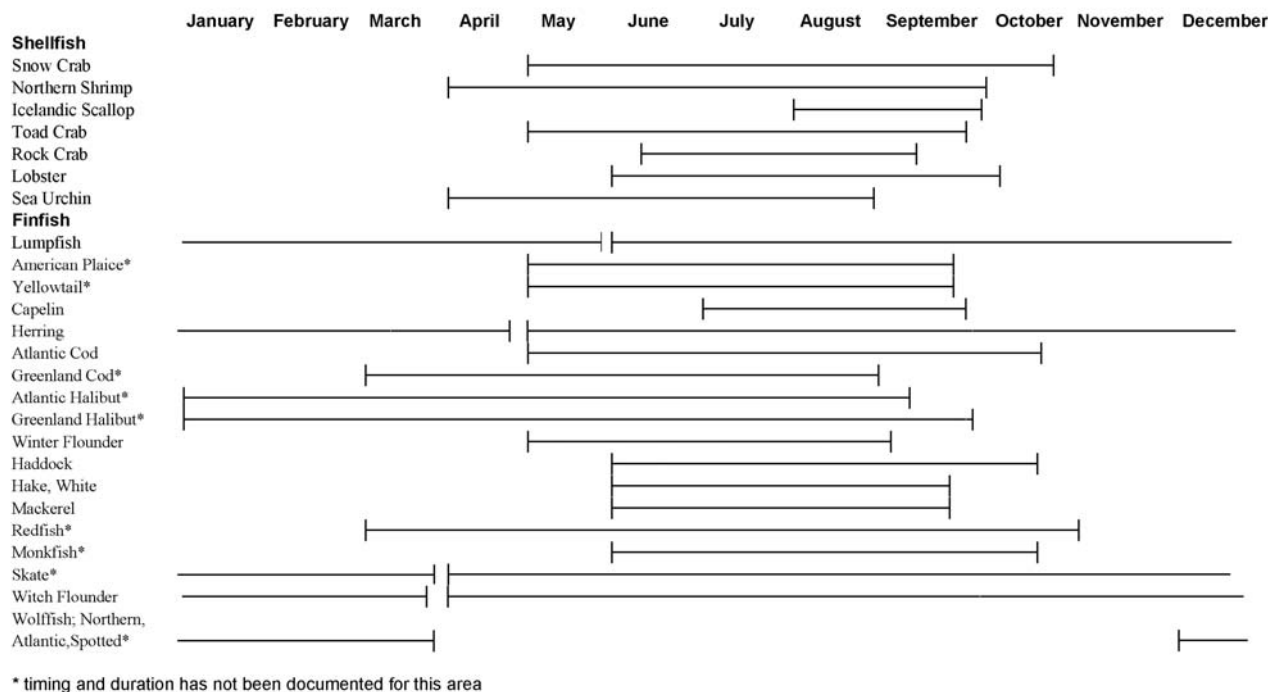 January February March April May June July August September October November December
Shellfish
Snow Crab
Northern Shrimp
Icelandic Scallop
Toad Crab
Rock Crab
Lobster
Sea Urchin
Finfish
Lumpfish
American Plaice*
Yellowtail*
Capelin
Herring
Atlantic Cod
Greenland Cod*
Atlantic Halibut*
Greenland Halibut*
Winter Flounder
Haddock
Hake, White
Mackerel
Redfish*
Monkfish*
Skate*
Witch Flounder
Wolffish; Northern,
Atlantic,Spotted*
* timing and duration has not been documented for this area